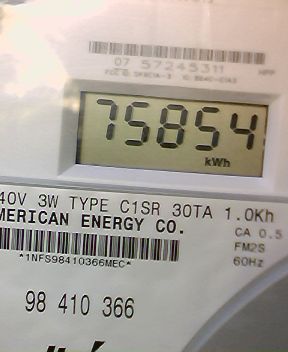 07 57245311
75854
kWh
40V 3W TYPE C1SR 30TA 1.0Kh
MERICAN ENERGY CO.
CA 0.5
FM2S
*1NFS98410366MEC*
60Hz
98 410 366